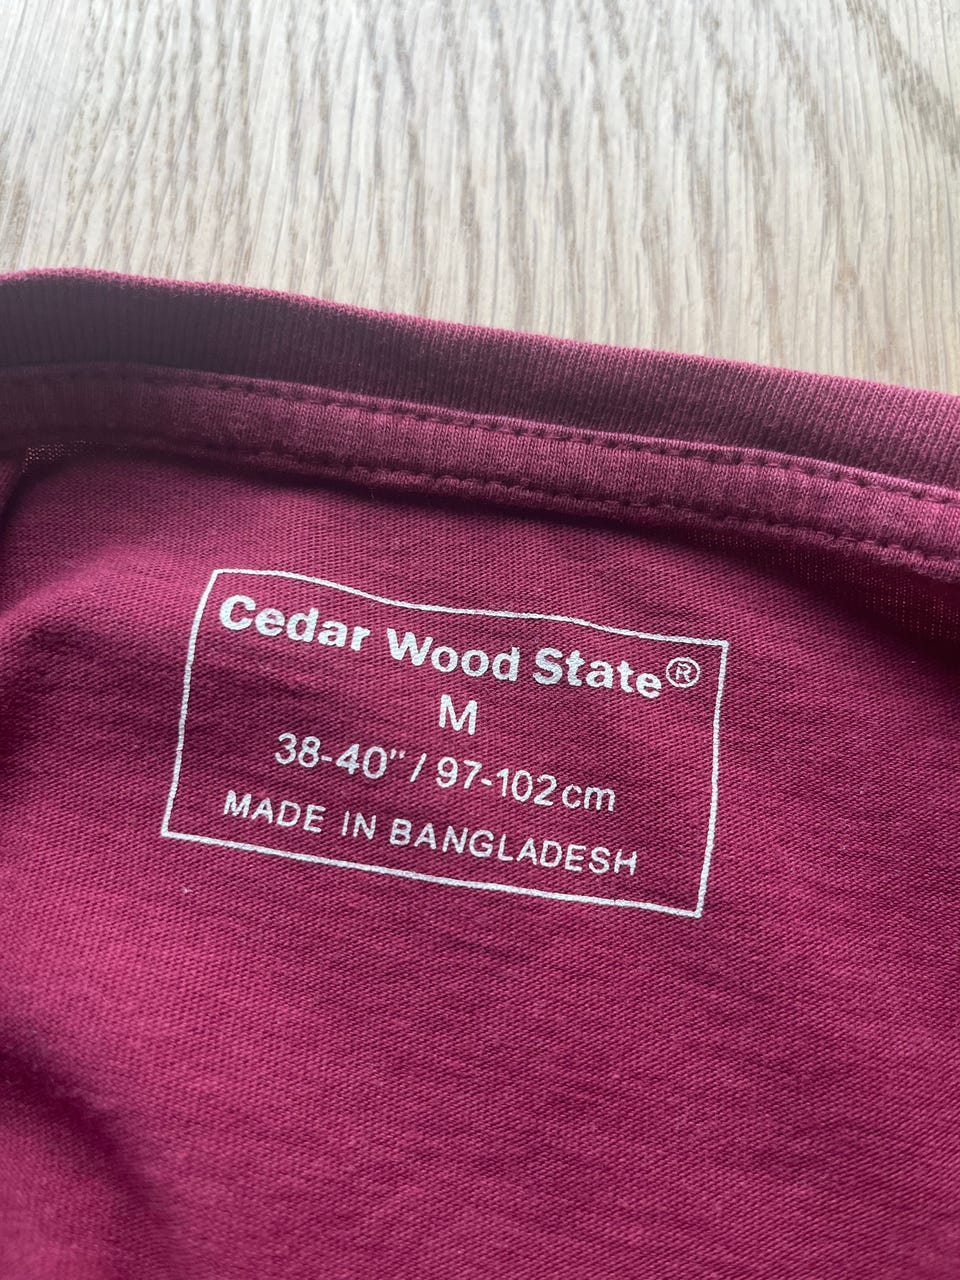 Cedar Wood State®
M
38-40" / 97-102cm
MADE IN BANGLADESH